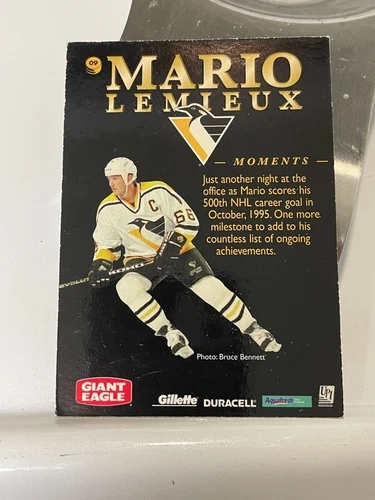 09
MARIO
LEMIEUX
— MOMENTS —
Just another night at the
office as Mario scores his
500th NHL career goal in
October, 1995. One more
milestone to add to his
countless list of ongoing
achievements.
C
66
KOHO
Photo: Bruce Bennett
GIANT
EAGLE
Gillette
DURACELL
Aquafresh